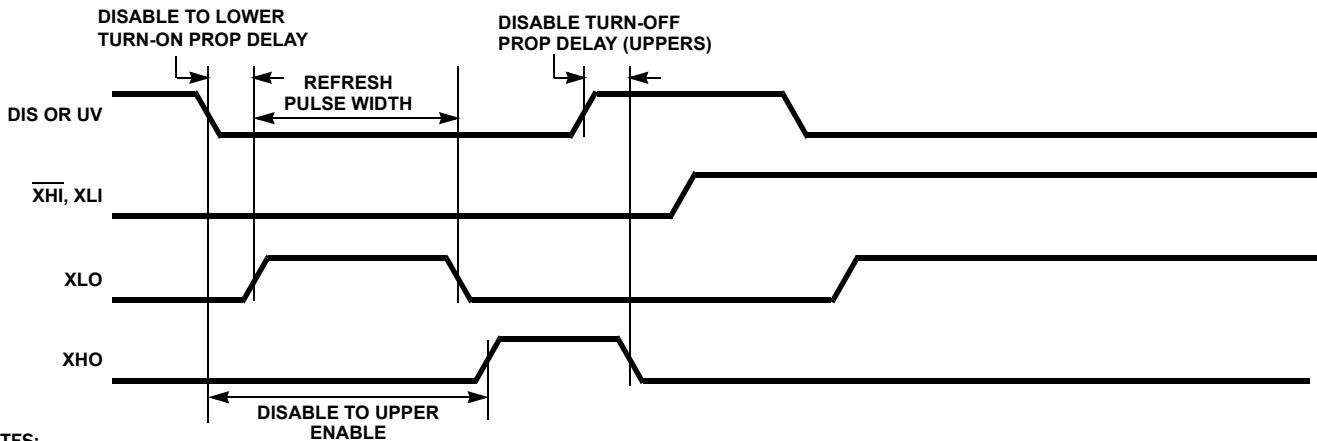 DISABLE TO LOWER
TURN-ON PROP DELAY
DISABLE TURN-OFF
PROP DELAY (UPPERS)
REFRESH
PULSE WIDTH
DIS OR UV
XHI, XLI
XLO
XHO
DISABLE TO UPPER
ENABLE